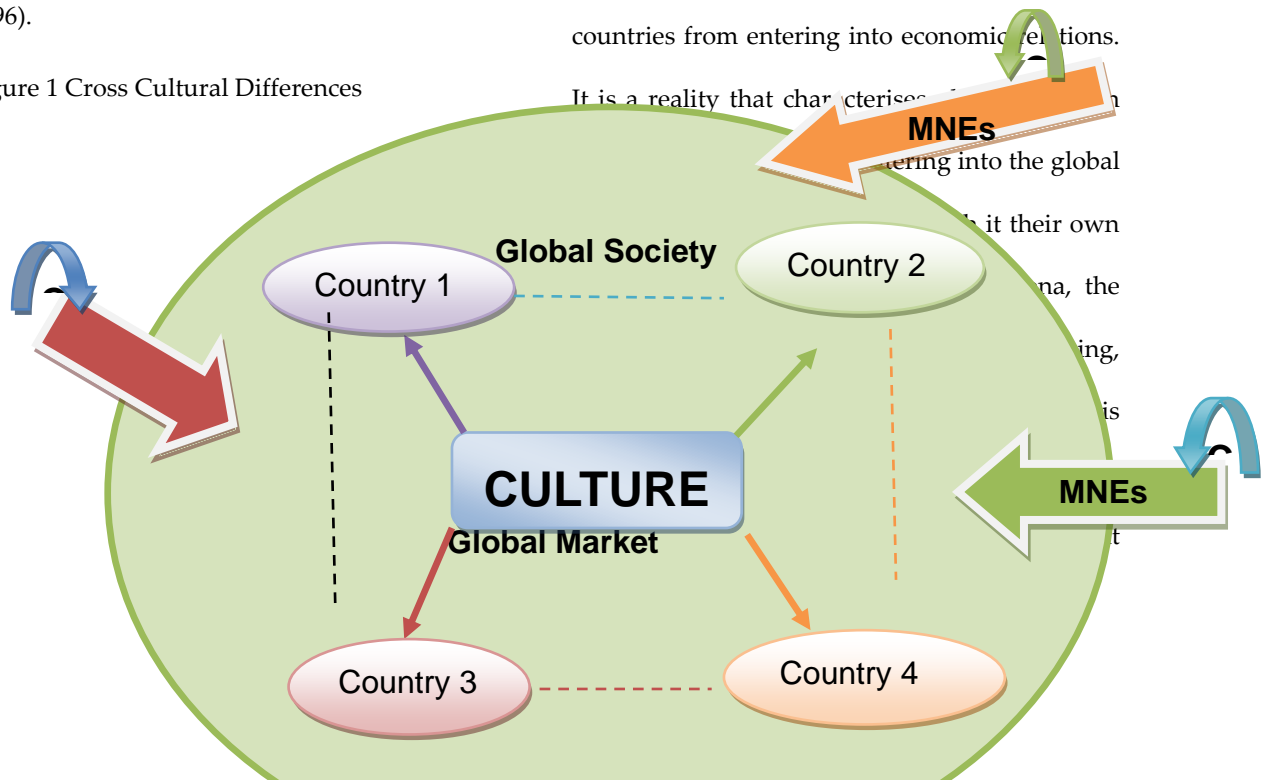 96).
gure 1 Cross Cultural Differences
countries from entering into economic relations.
It is a reality that characterises
tering into the global
it their own
na, the
ing,
is
t
MNEs
Global Society
Country 1
Country 2
CULTURE
Global Market
MNEs
Country 3
Country 4